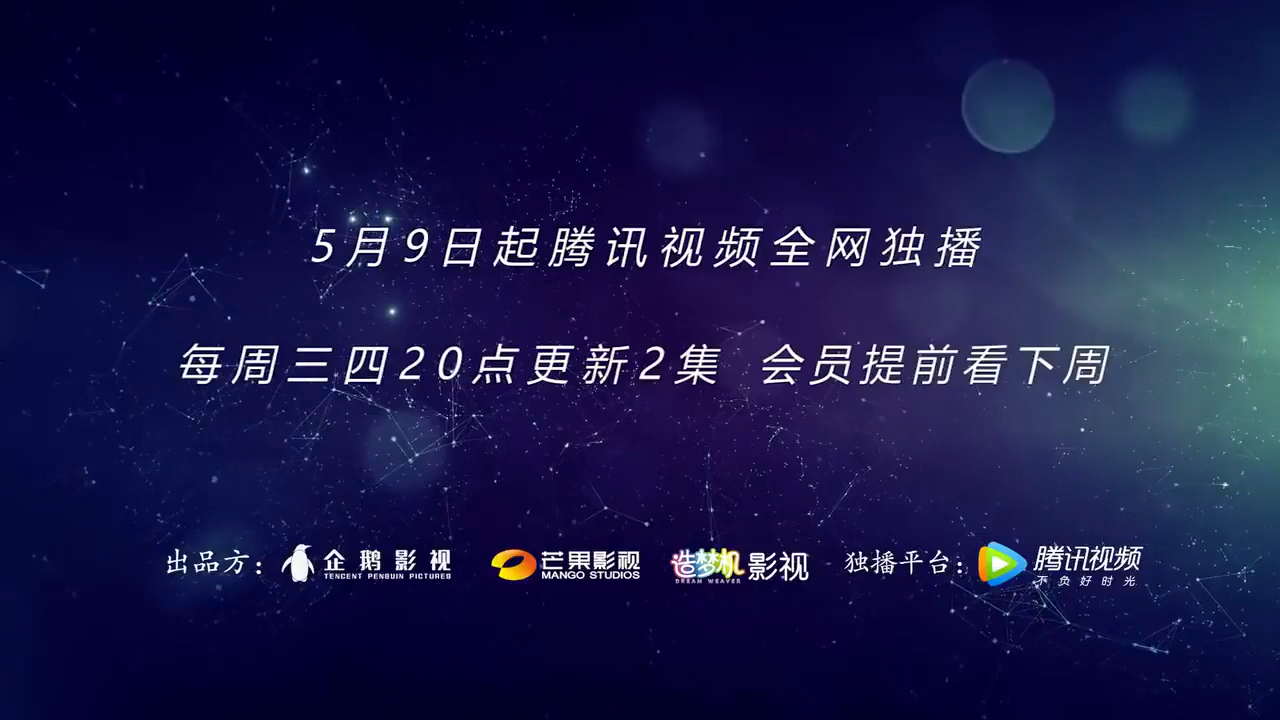 5月9日起腾讯视频全网独播
每周三四20点更新2集 会员提前看下周
出品方：企鹅影视 芒果影视 造梦机影视 独播平台：腾讯视频
TENCENT PENGUIN PICTURES MANGO STUDIOS DREAM WEAVER 不负好时光